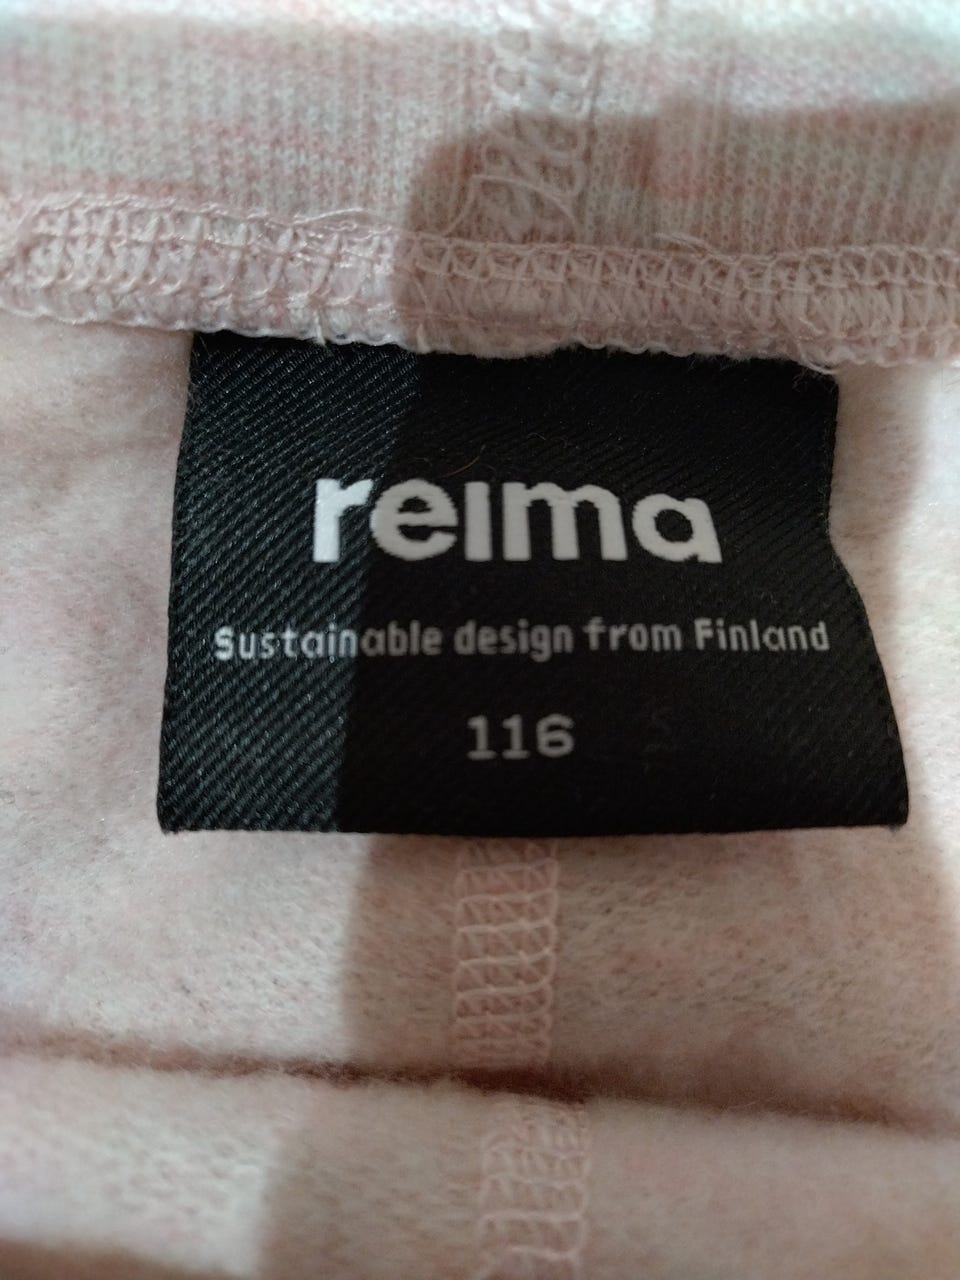 reima
Sustainable design from Finland
116